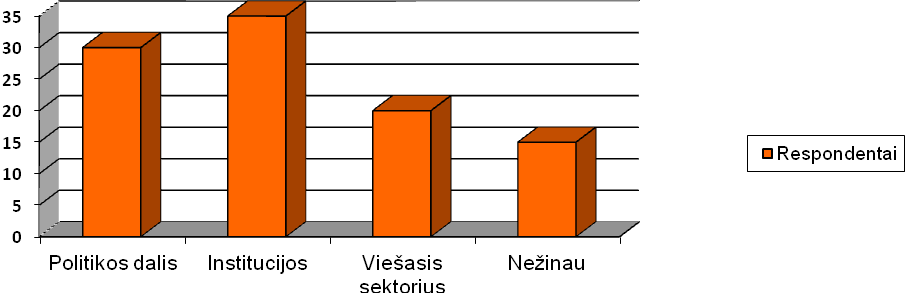 35
30
25
20
15
10
5
0
Politikos dalis
Institucijos
Viešasis
sektorius
Nežinau
Respondentai